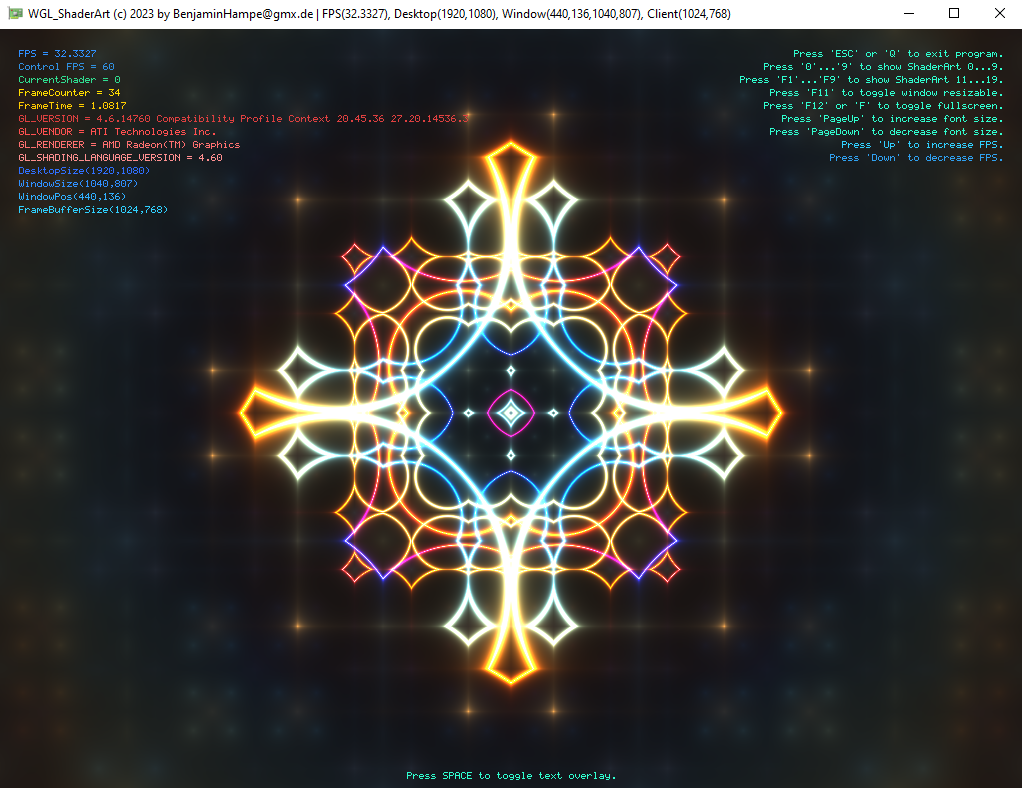 WGL_ShaderArt (c) 2023 by BenjaminHampe@gmx.de | FPS(32.3327), Desktop(1920,1080), Window(440,136,1040,807), Client(1024,768)
FPS = 32.3327
Control FPS = 60
CurrentShader = 0
FrameCounter = 34
FrameTime = 1.0817
GL_VERSION = 4.6.14760 Compatibility Profile Context 20.45.36 27.20.14536.3
GL_VENDOR = ATI Technologies Inc.
GL_RENDERER = AMD Radeon(TM) Graphics
GL_SHADING_LANGUAGE_VERSION = 4.60
DesktopSize(1920,1080)
WindowSize(1040,807)
WindowPos(440,136)
FrameBufferSize(1024,768)
Press 'ESC' or 'Q' to exit program.
Press '0'...'9' to show ShaderArt 0...9.
Press 'F1'...'F9' to show ShaderArt 11...19.
Press 'F11' to toggle window resizable.
Press 'F12' or 'F' to toggle fullscreen.
Press 'PageUp' to increase font size.
Press 'PageDown' to decrease font size.
Press 'Up' to increase FPS.
Press 'Down' to decrease FPS.
Press SPACE to toggle text overlay.